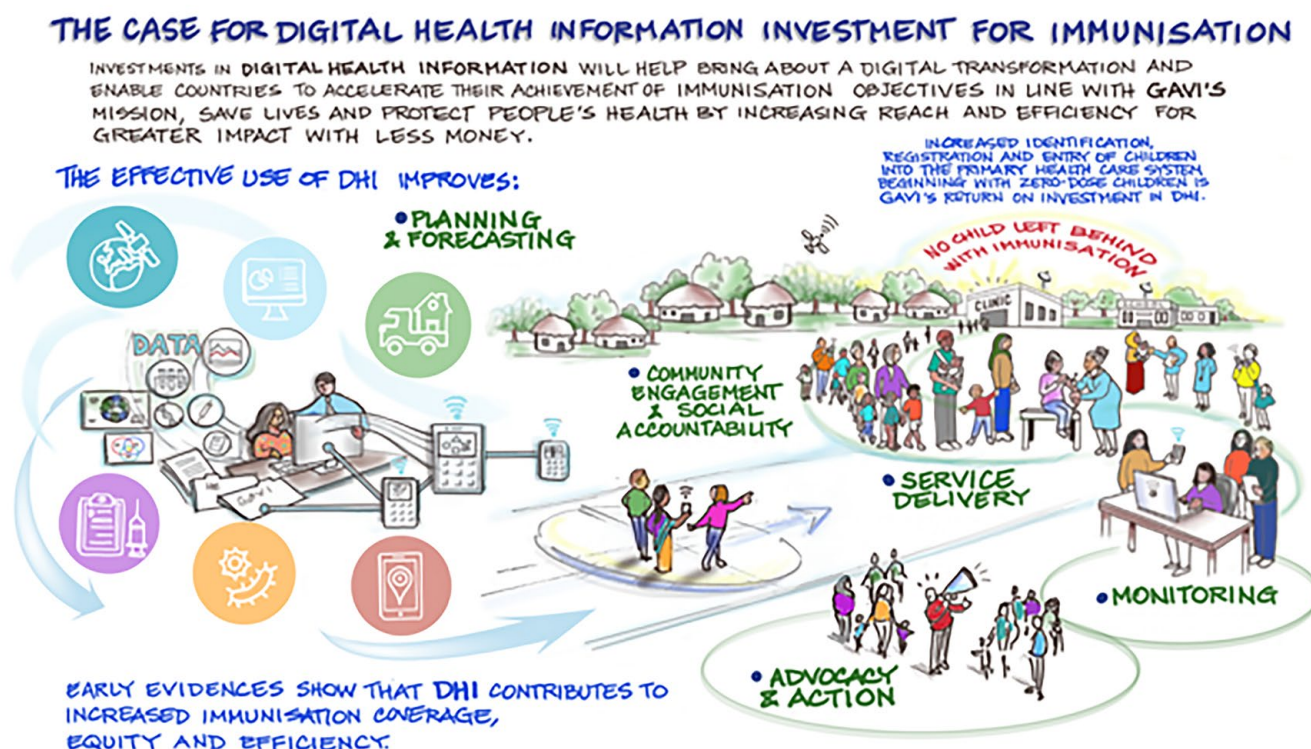 THE CASE FOR DIGITAL HEALTH INFORMATION INVESTMENT FOR IMMUNISATION
INVESTMENTS IN DIGITAL HEALTH INFORMATION WILL HELP BRING ABOUT A DIGITAL TRANSFORMATION AND
ENABLE COUNTRIES TO ACCELERATE THEIR ACHIEVEMENT OF IMMUNISATION OBJECTIVES IN LINE WITH GAVI'S
MISSION, SAVE LIVES AND PROTECT PEOPLE'S HEALTH BY INCREASING REACH AND EFFICIENCY FOR
GREATER IMPACT WITH LESS MONEY.
INCREASED IDENTIFICATION,
REGISTRATION AND ENTRY OF CHILDREN
INTO THE PRIMARY HEALTH CARE SYSTEM
BEGINNING WITH ZERO-DOSE CHILDREN IS
GAVI'S RETURN ON INVESTMENT IN DHI.
THE EFFECTIVE USE OF DHI IMPROVES:
• PLANNING
& FORECASTING
NO CHILD LEFT BEHIND
WITH IMMUNISATION
CLINIC
DATA
• COMMUNITY
ENGAGEMENT
& SOCIAL
ACCOUNTABILITY
• SERVICE
DELIVERY
GAVI
• MONITORING
• ADVOCACY
& ACTION
EARLY EVIDENCES SHOW THAT DHI CONTRIBUTES TO
INCREASED IMMUNISATION COVERAGE,
EQUITY AND EFFICIENCY.